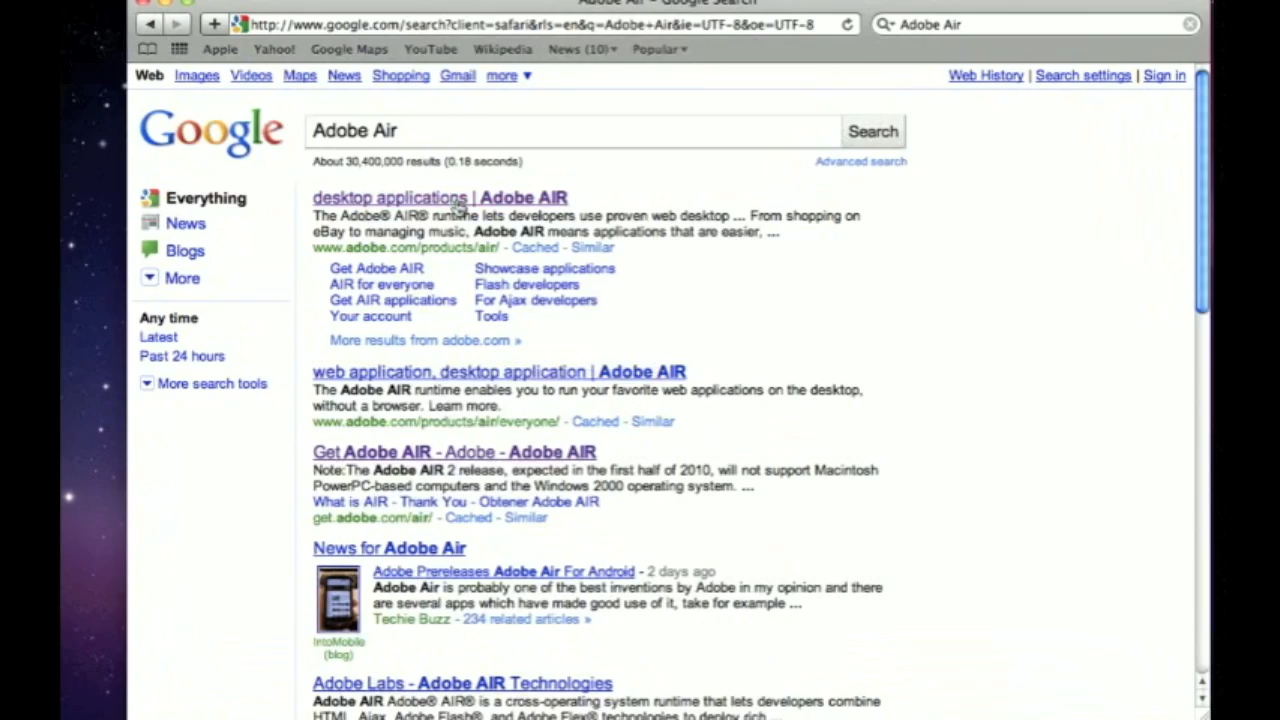 Adobe Air - Google Search
http://www.google.com/search?client=safari&rls=en&q=Adobe+Air&ie=UTF-8&oe=UTF-8
Adobe Air
Apple Yahoo! Google Maps YouTube Wikipedia News (10) Popular
Web Images Videos Maps News Shopping Gmail more
Web History | Search settings | Sign in
Google
Adobe Air
Search
About 30,400,000 results (0.18 seconds)
Advanced search
Everything
News
Blogs
More
Any time
Latest
Past 24 hours
More search tools
desktop applications | Adobe AIR
The Adobe® AIR® runtime lets developers use proven web desktop ... From shopping on
eBay to managing music, Adobe AIR means applications that are easier, ...
www.adobe.com/products/air/ - Cached - Similar
Get Adobe AIR Showcase applications
AIR for everyone Flash developers
Get AIR applications For Ajax developers
Your account Tools
More results from adobe.com »
web application, desktop application | Adobe AIR
The Adobe AIR runtime enables you to run your favorite web applications on the desktop,
without a browser. Learn more.
www.adobe.com/products/air/everyone/ - Cached - Similar
Get Adobe AIR - Adobe - Adobe AIR
Note:The Adobe AIR 2 release, expected in the first half of 2010, will not support Macintosh
PowerPC-based computers and the Windows 2000 operating system. ...
What is AIR - Thank You - Obtener Adobe AIR
get.adobe.com/air/ - Cached - Similar
News for Adobe Air
Adobe Prereleases Adobe Air For Android - 2 days ago
Adobe Air is probably one of the best inventions by Adobe in my opinion and there
are several apps which have made good use of it, take for example ...
Techie Buzz - 234 related articles »
IntoMobile
(blog)
Adobe Labs - Adobe AIR Technologies
Adobe AIR Adobe® AIR® is a cross-operating system runtime that lets developers combine
HTML, Ajax, Adobe Flash®, and Adobe Flex® technologies to deploy rich ...